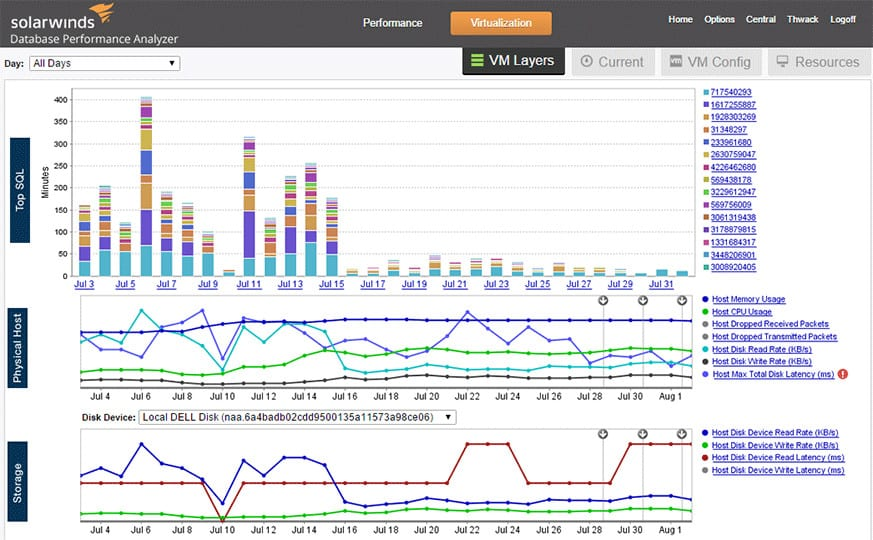 solarwinds
Database Performance Analyzer
Performance
Virtualization
Home Options Central Thwack Logoff
Day: All Days
VM Layers
Current
vm VM Config
Resources
Top SQL
Minutes
400
350
300
250
200
150
100
50
0
Jul 3 Jul 5 Jul 7 Jul 9 Jul 11 Jul 13 Jul 15 Jul 17 Jul 19 Jul 21 Jul 23 Jul 25 Jul 27 Jul 29 Jul 31
717540293
1617255887
1928303269
31348297
233961680
2630759047
4226462680
569438178
3229612947
569756009
3061319438
3178879815
1331684317
3448206901
3008920405
Physical Host
Jul 4 Jul 6 Jul 8 Jul 10 Jul 12 Jul 14 Jul 16 Jul 18 Jul 20 Jul 22 Jul 24 Jul 26 Jul 28 Jul 30 Aug 1
Host Memory Usage
Host CPU Usage
Host Dropped Received Packets
Host Dropped Transmitted Packets
Host Disk Read Rate (KB/s)
Host Disk Write Rate (KB/s)
Host Max Total Disk Latency (ms)
Disk Device: Local DELL Disk (naa.6a4badb02cdd9500135a11573a98ce06)
Storage
Jul 4 Jul 6 Jul 8 Jul 10 Jul 12 Jul 14 Jul 16 Jul 18 Jul 20 Jul 22 Jul 24 Jul 26 Jul 28 Jul 30 Aug 1
Host Disk Device Read Rate (KB/s)
Host Disk Device Write Rate (KB/s)
Host Disk Device Read Latency (ms)
Host Disk Device Write Latency (ms)